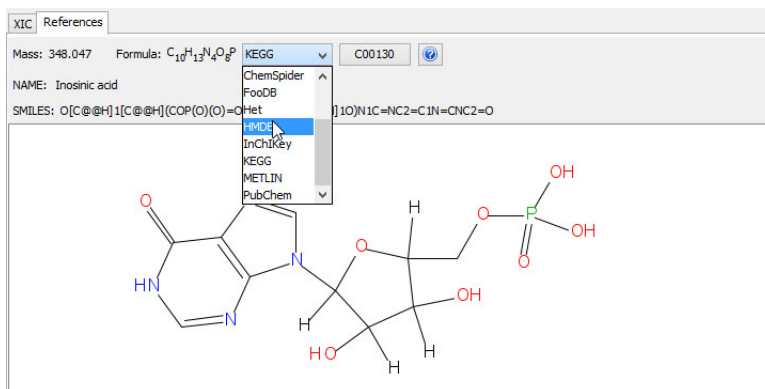 XIC References
Mass: 348.047 Formula: C10H13N4O8P KEGG C00130 ?
ChemSpider
NAME: Inosinic acid
FooDB
SMILES: O[C@@H]1[C@@H](COP(O)(O)=O ]1O)N1C=NC2=C1N=CNC2=O
Het
HMDB
InChIKey
KEGG
METLIN
PubChem
OH
O H O P OH
O O
N
HN OH
N H
HO H
H